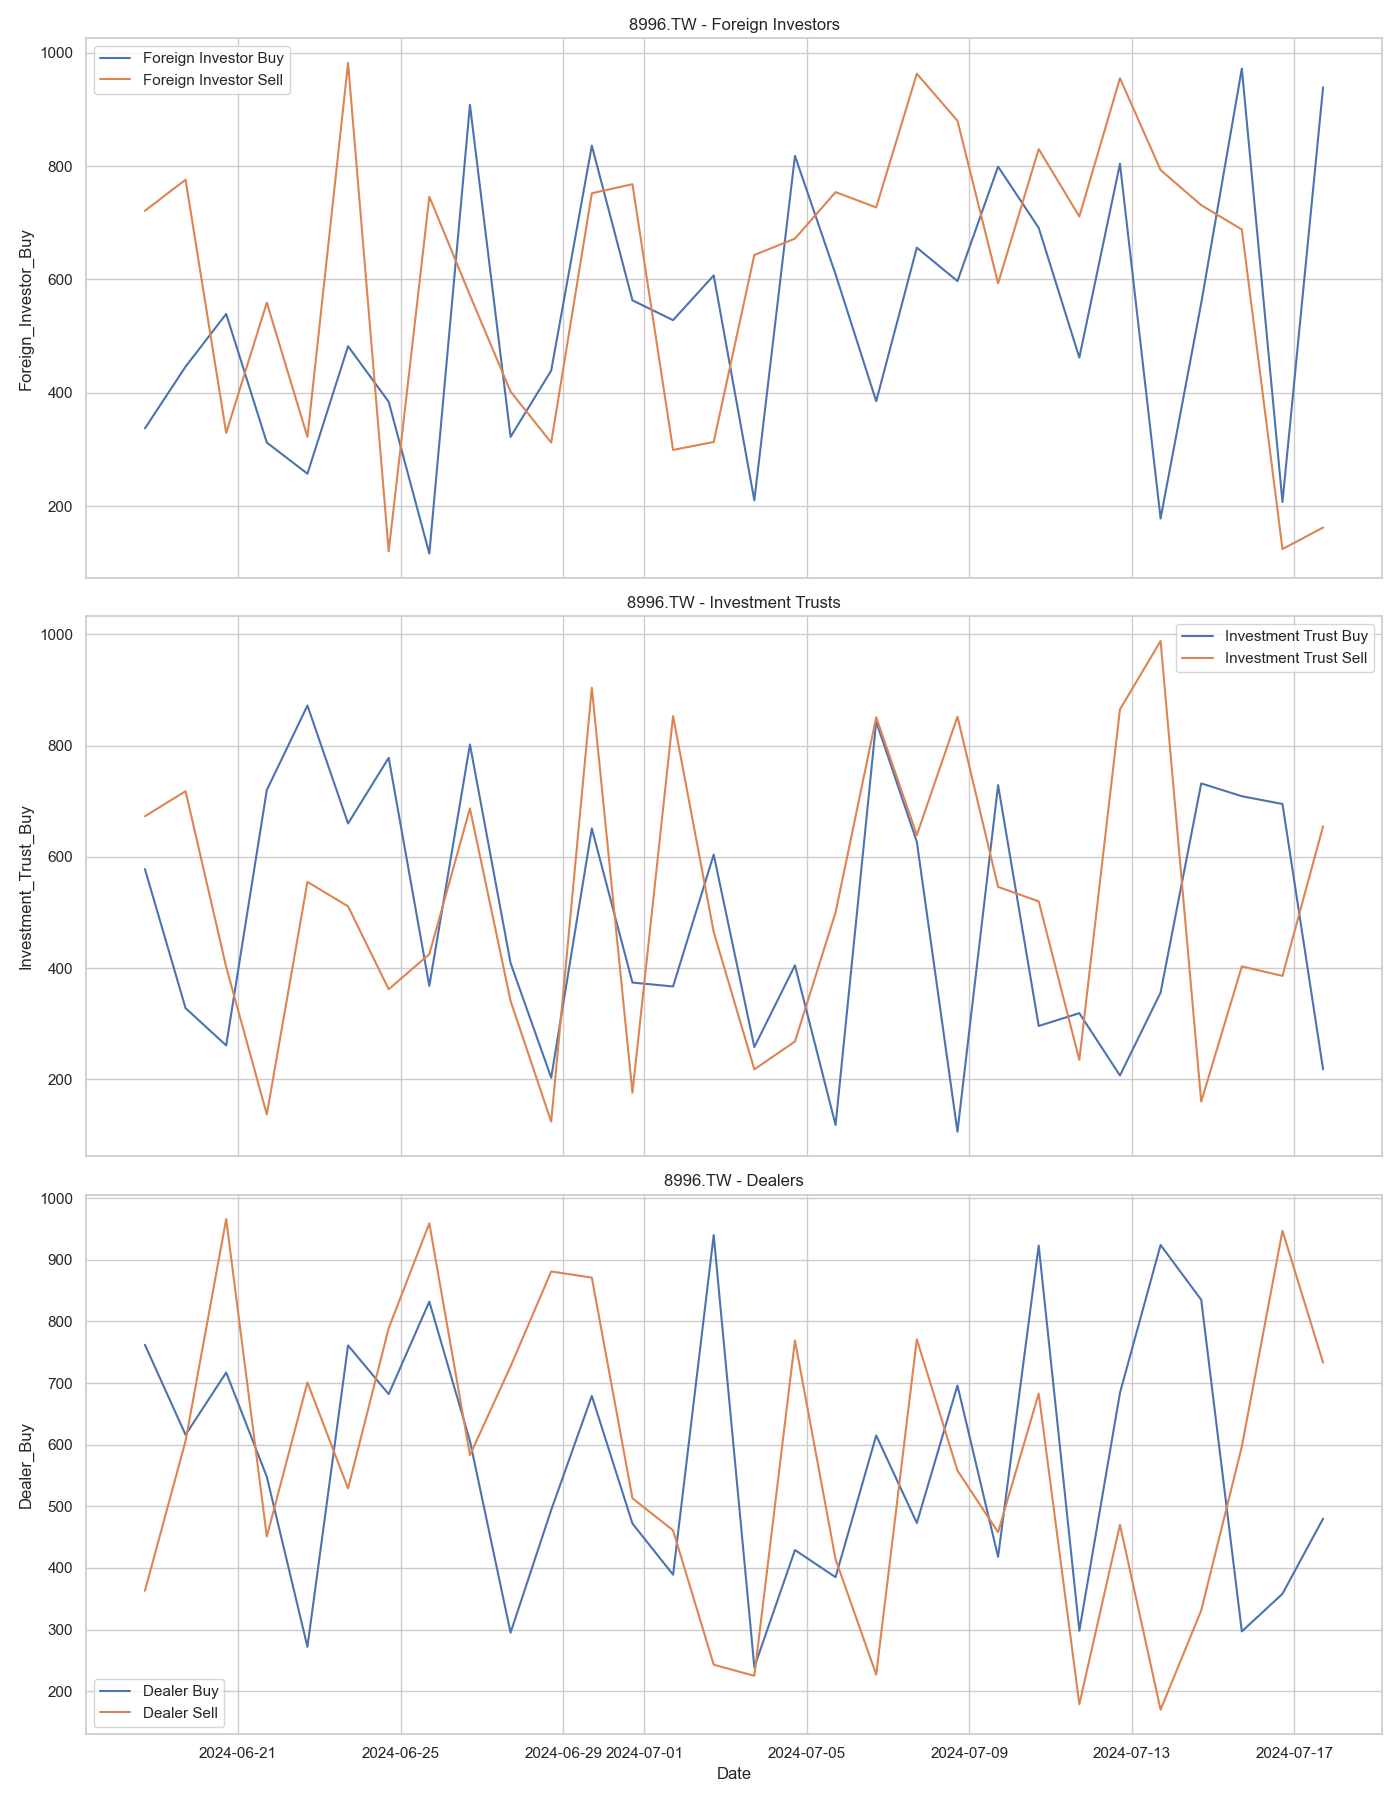 8996.TW - Foreign Investors
Foreign Investor Buy
Foreign Investor Sell
Foreign_Investor_Buy
1000
800
600
400
200
8996.TW - Investment Trusts
Investment Trust Buy
Investment Trust Sell
Investment_Trust_Buy
1000
800
600
400
200
8996.TW - Dealers
Dealer Buy
Dealer Sell
Dealer_Buy
1000
900
800
700
600
500
400
300
200
2024-06-21 2024-06-25 2024-06-29 2024-07-01 2024-07-05 2024-07-09 2024-07-13 2024-07-17
Date